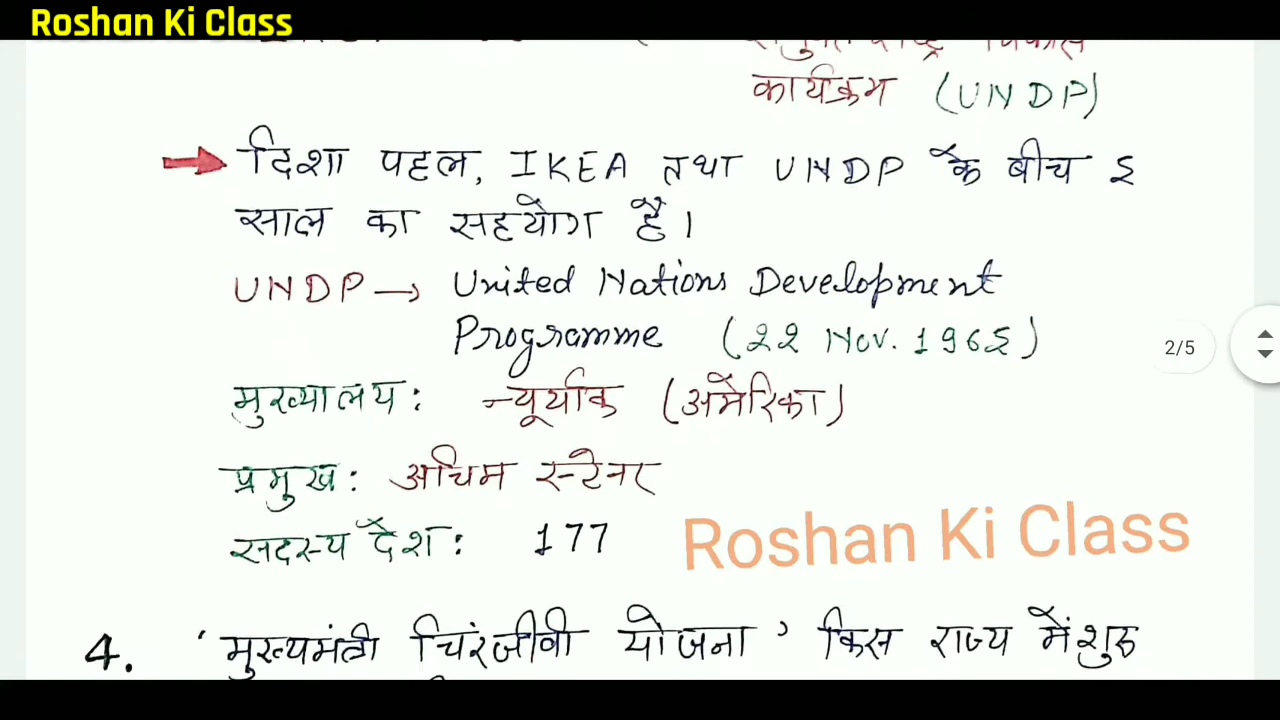 Roshan Ki Class
कार्यक्रम (UNDP)
→ दिशा पहल, IKEA तथा UNDP के बीच 5
साल का सहयोग है।
UNDP → United Nations Development
Programme (22 Nov. 1965)
2/5
मुख्यालय : न्यूर्याक (अमेरिका)
प्रमुख : अचिम स्टेनर
सदस्य देश : 177
Roshan Ki Class
4. 'मुख्यमंत्री चिरंजीवी योजना' किस राज्य में शुरू